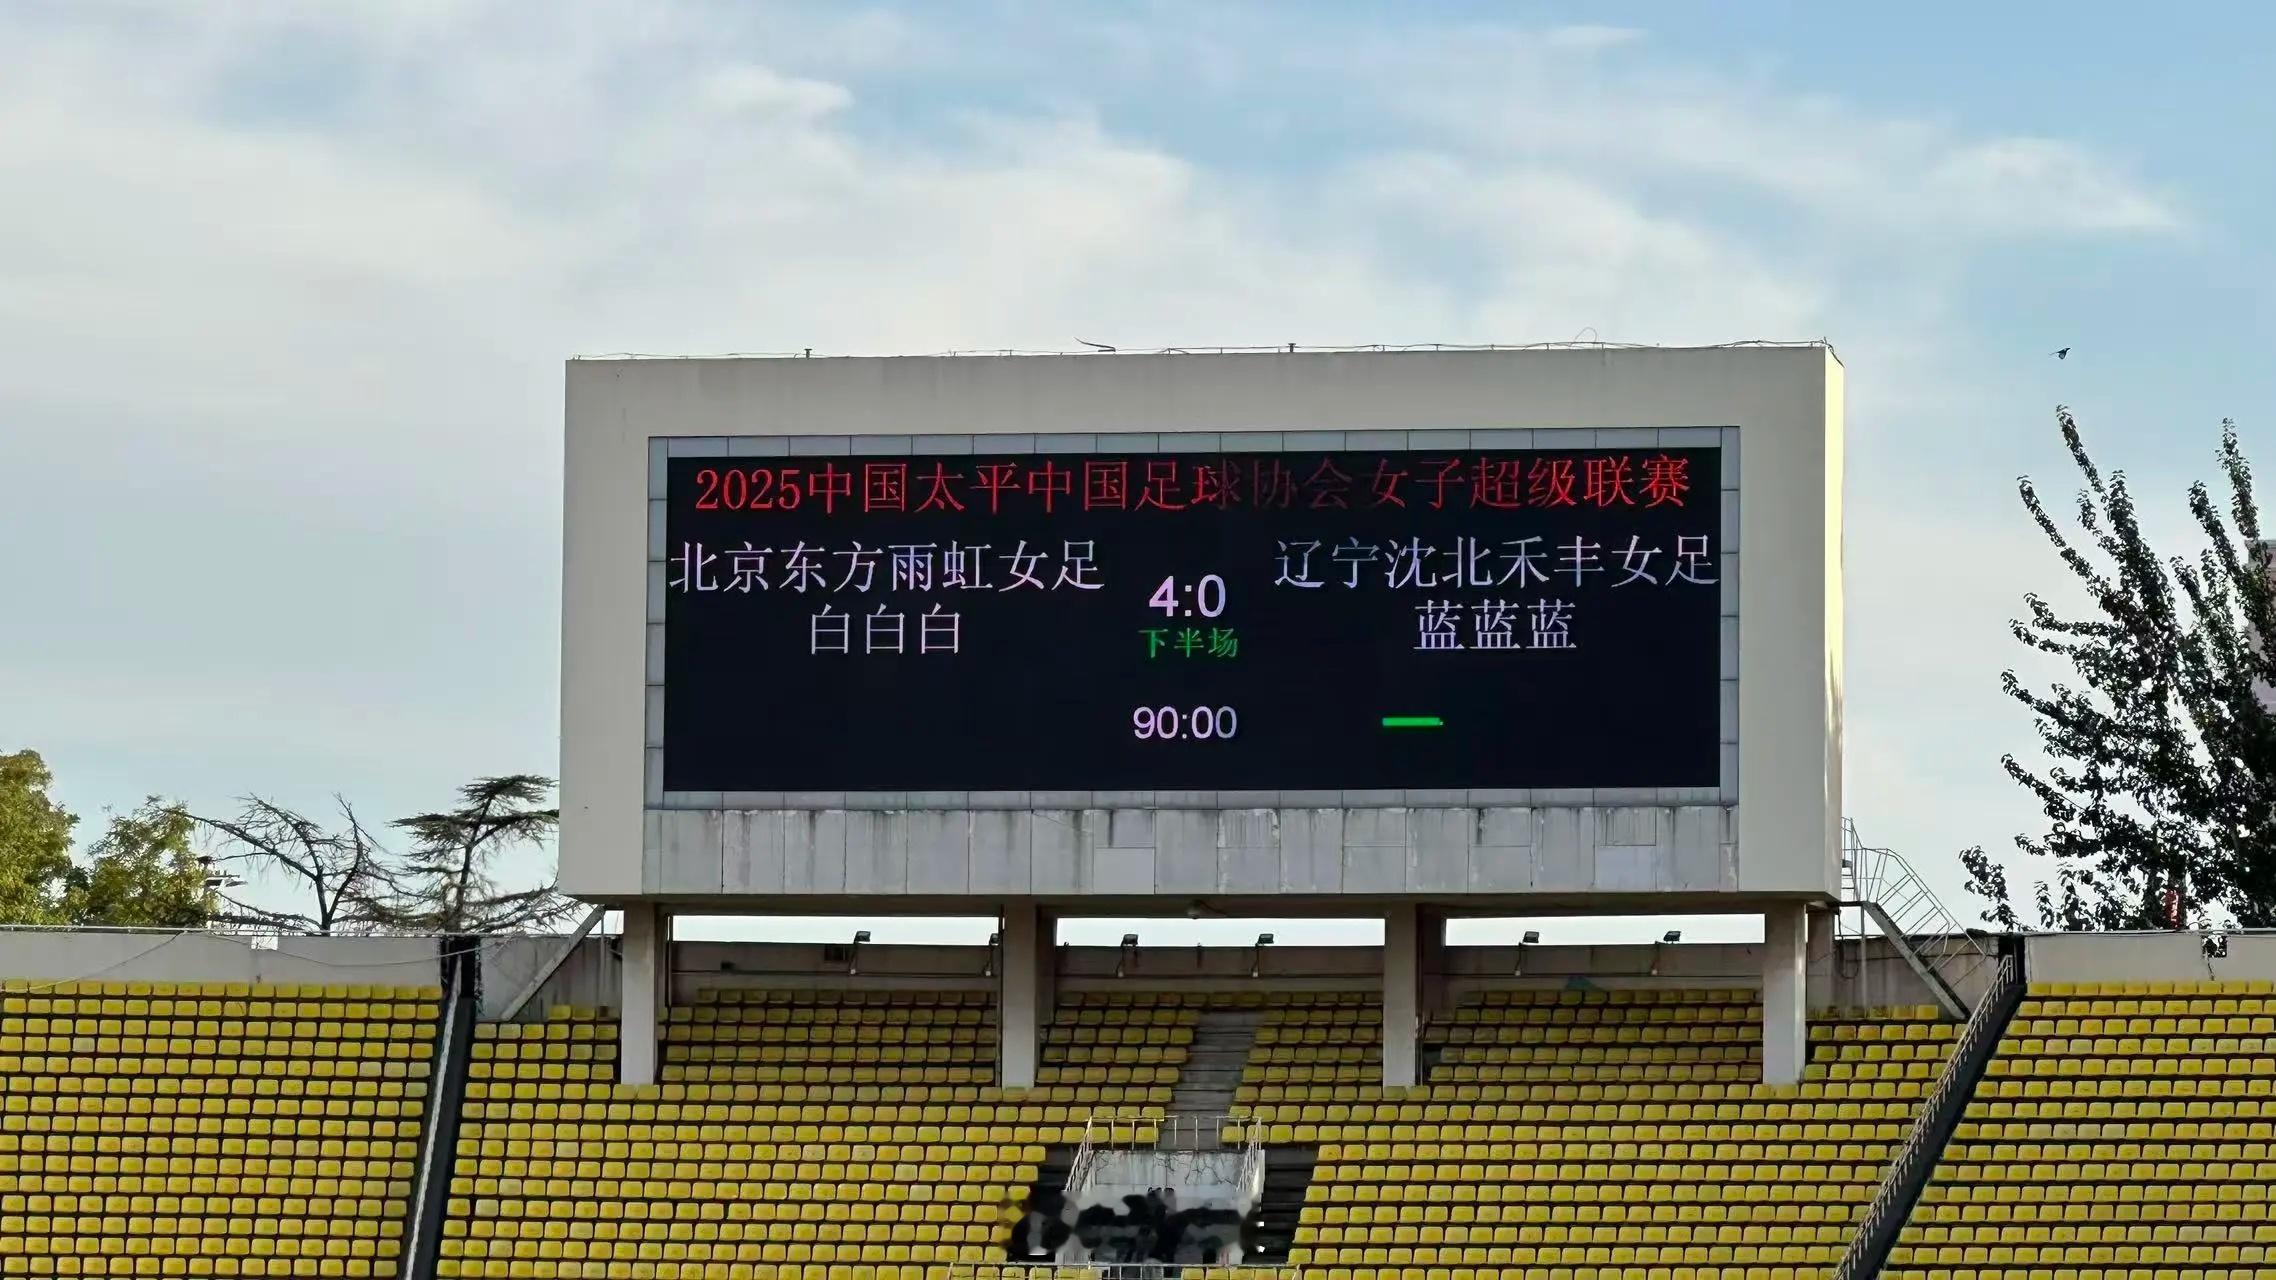 2025中国太平中国足球协会女子超级联赛
北京东方雨虹女足
白白白
4:0
下半场
辽宁沈北禾丰女足
蓝蓝蓝
90:00